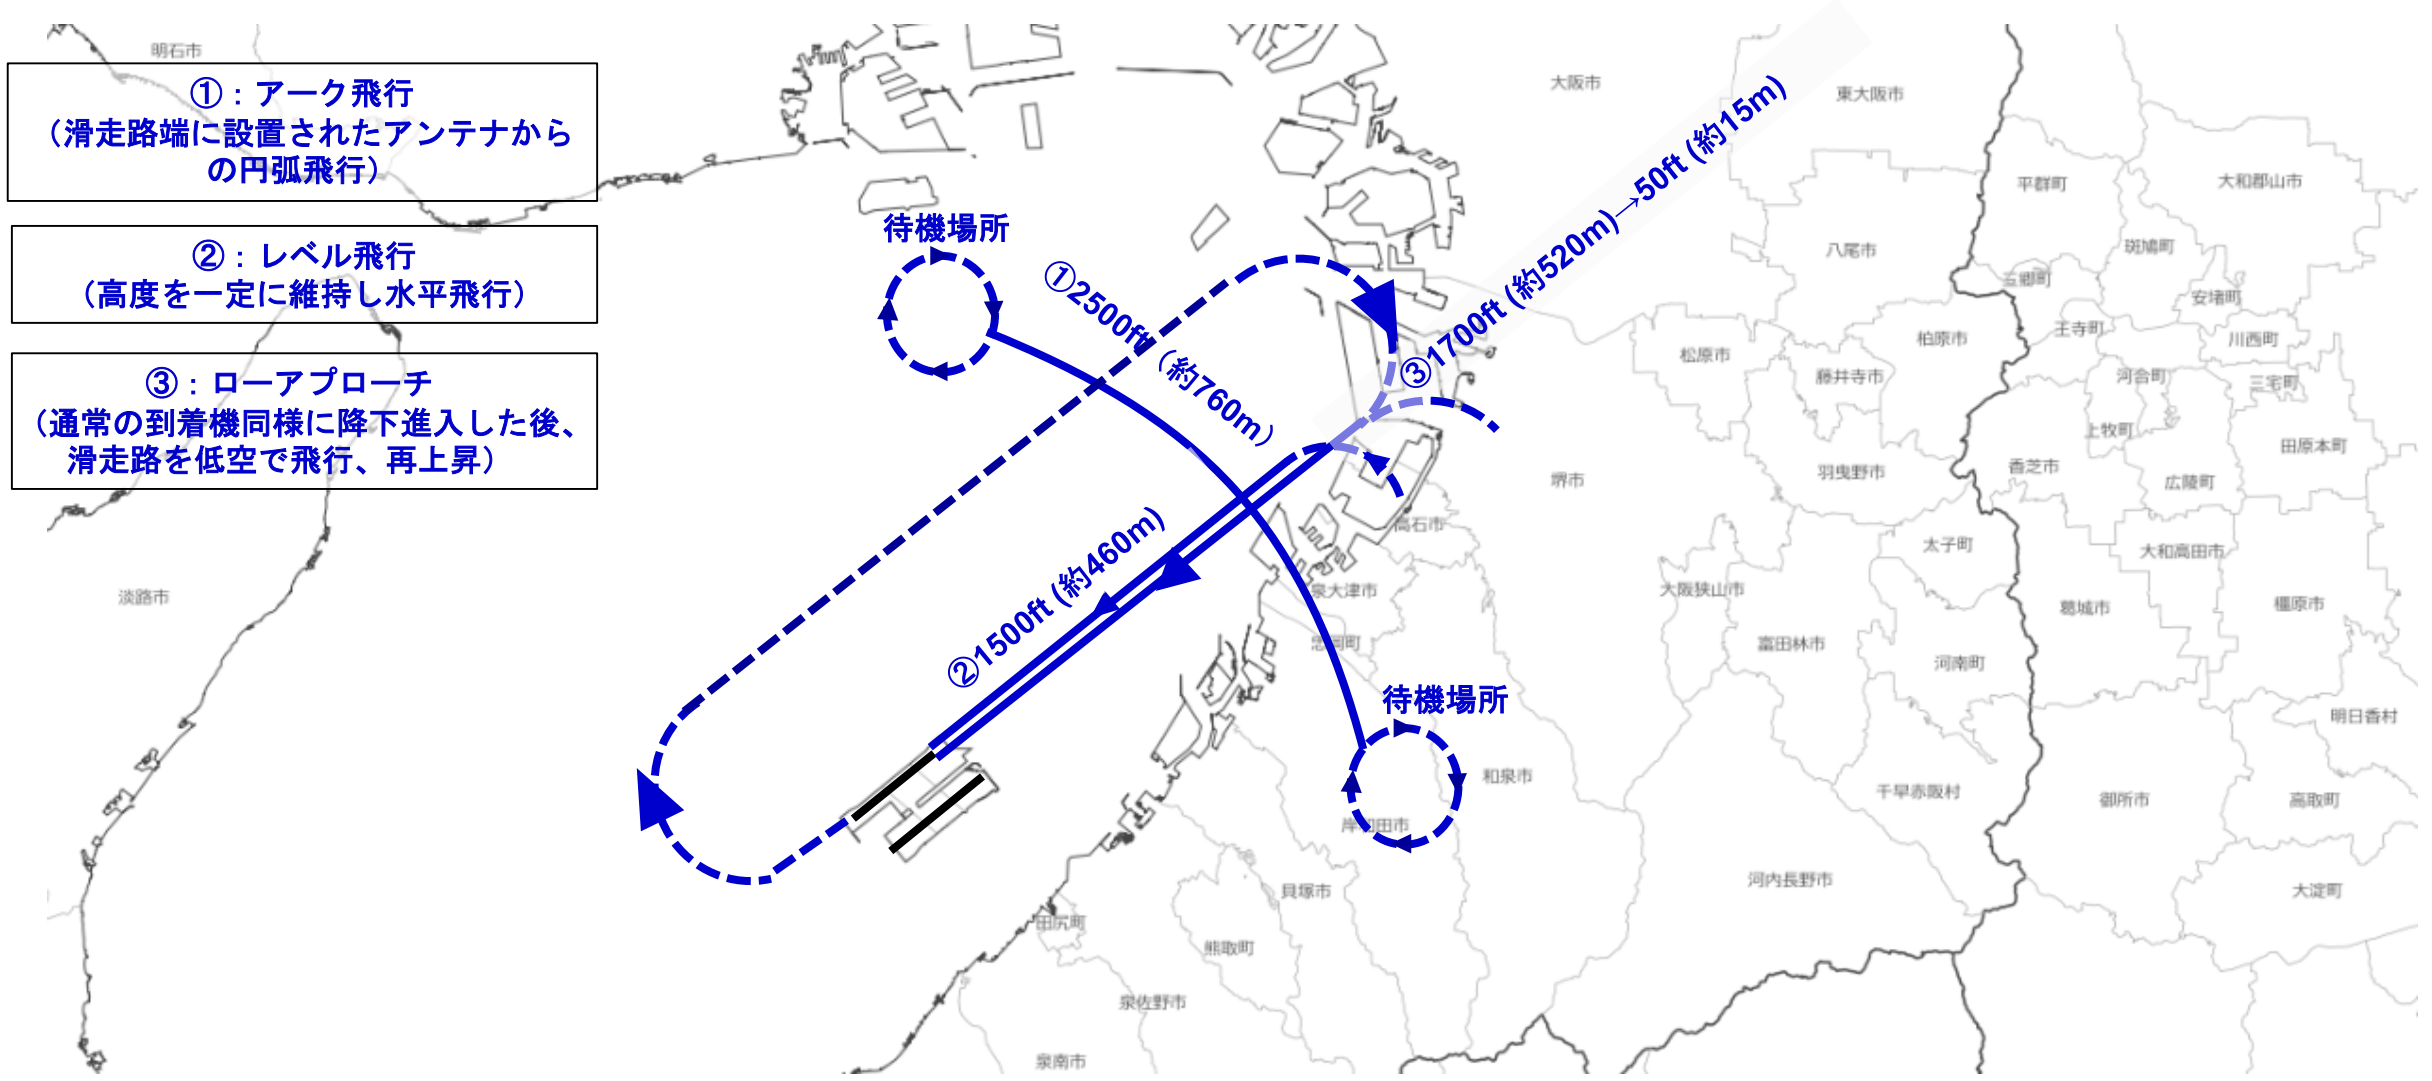 ①：アーク飛行
（滑走路端に設置されたアンテナから
の円弧飛行）
②：レベル飛行
（高度を一定に維持し水平飛行）
③：ローアプローチ
（通常の到着機同様に降下進入した後、
滑走路を低空で飛行、再上昇）
待機場所
①2500ft（約760m）
②1500ft (約460m)
③1700ft (約520m)→50ft (約15m)
待機場所
明石市
淡路市
大阪市
東大阪市
平群町
大和郡山市
八尾市
斑鳩町
三郷町
安堵町
王寺町
川西町
松原市
柏原市
藤井寺市
河合町
三宅町
上牧町
田原本町
羽曳野市
香芝市
広陵町
堺市
高石市
太子町
大和高田市
泉大津市
大阪狭山市
葛城市
橿原市
忠岡町
富田林市
河南町
明日香村
和泉市
千早赤阪村
御所市
高取町
岸和田市
河内長野市
大淀町
貝塚市
田尻町
熊取町
泉佐野市
泉南市